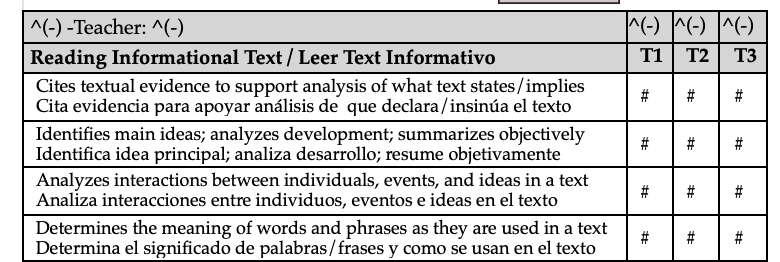 ^(-) -Teacher: ^(-) ^(-) ^(-) ^(-)
Reading Informational Text / Leer Text Informativo T1 T2 T3
Cites textual evidence to support analysis of what text states/implies
Cita evidencia para apoyar análisis de que declara/insinúa el texto
# # #
Identifies main ideas; analyzes development; summarizes objectively
Identifica idea principal; analiza desarrollo; resume objetivamente
# # #
Analyzes interactions between individuals, events, and ideas in a text
Analiza interacciones entre individuos, eventos e ideas en el texto
# # #
Determines the meaning of words and phrases as they are used in a text
Determina el significado de palabras/frases y como se usan en el texto
# # #